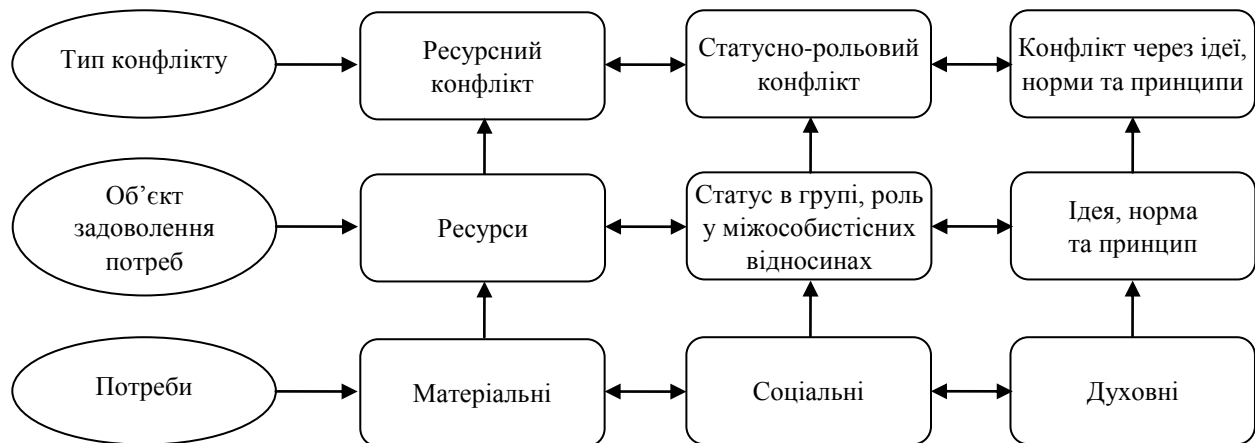 Тип конфлікту
Ресурсний
конфлікт
Статусно-рольовий
конфлікт
Конфлікт через ідеї,
норми та принципи
Об’єкт
задоволення
потреб
Ресурси
Статус в групі, роль
у міжособистісних
відносинах
Ідея, норма
та принцип
Потреби
Матеріальні
Соціальні
Духовні